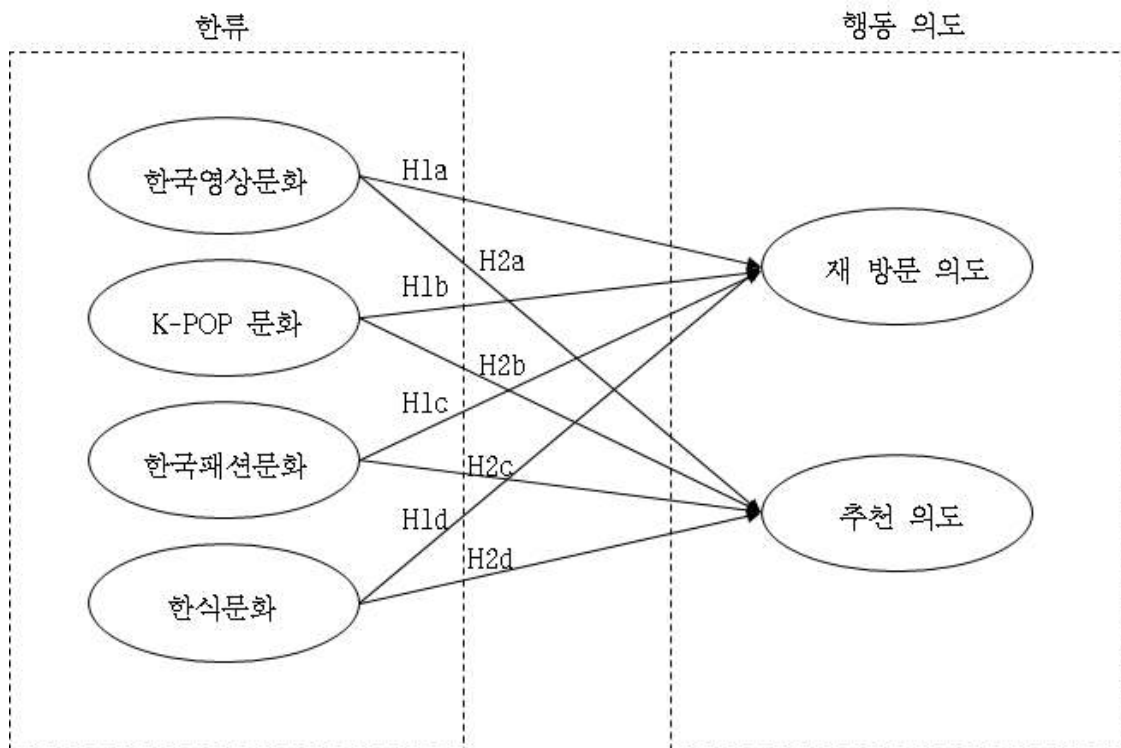 한류
행동 의도
한국영상문화
K-POP 문화
한국패션문화
한식문화
H1a
H2a
H1b
H2b
H1c
H2c
H1d
H2d
재 방문 의도
추천 의도